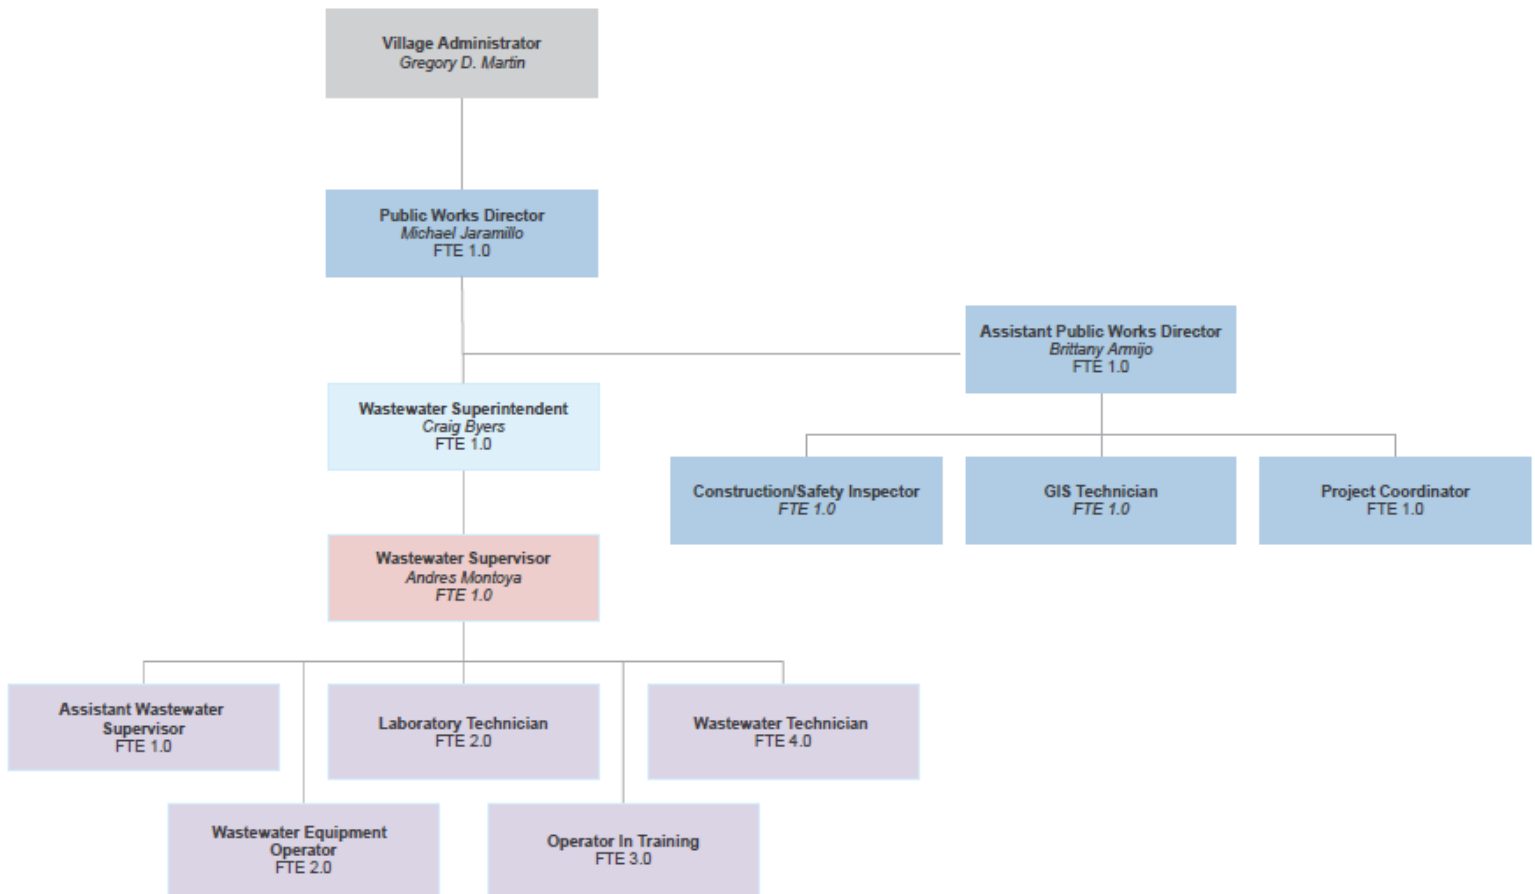 Village Administrator
Gregory D. Martin
Public Works Director
Michael Jaramillo
FTE 1.0
Assistant Public Works Director
Brittany Armijo
FTE 1.0
Wastewater Superintendent
Craig Byers
FTE 1.0
Construction/Safety Inspector
FTE 1.0
GIS Technician
FTE 1.0
Project Coordinator
FTE 1.0
Wastewater Supervisor
Andres Montoya
FTE 1.0
Assistant Wastewater
Supervisor
FTE 1.0
Laboratory Technician
FTE 2.0
Wastewater Technician
FTE 4.0
Wastewater Equipment
Operator
FTE 2.0
Operator In Training
FTE 3.0